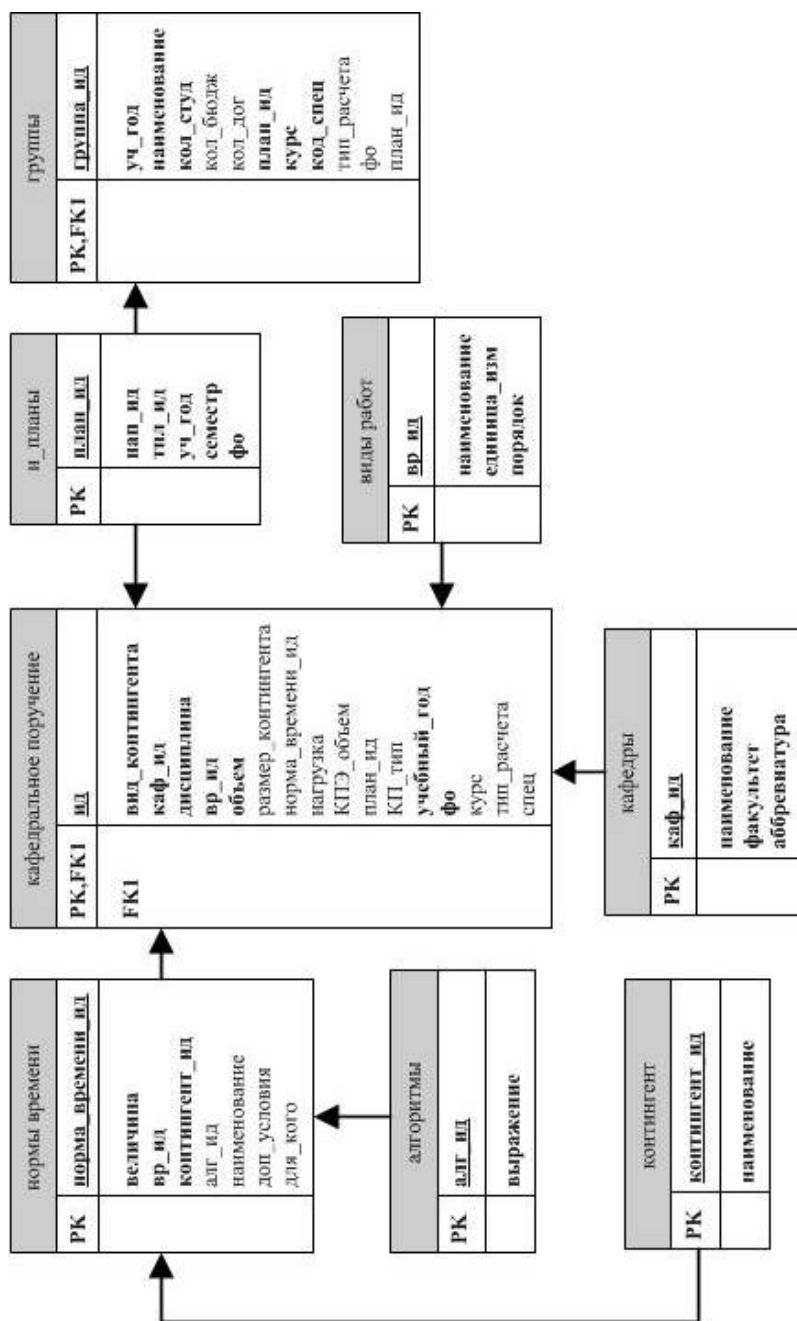 нормы времени
PK
норма_времени_ид
величина
вр_ид
контингент_ид
алг_ид
наименование
доп_условия
для_кого
кафедральное поручение
PK,FK1
ид
FK1
вид_контингента
каф_ид
дисциплина
вр_ид
объем
размер_контингента
норма_времени_ид
нагрузка
КПЭ_объем
план_ид
КП_тип
учебный_год
фо
курс
тип_расчета
спец
и_планы
PK
план_ид
нап_ид
тпл_ид
уч_год
семестр
фо
группы
PK,FK1
группа_ид
уч_год
наименование
кол_студ
кол_бюдж
кол_дог
план_ид
курс
код_спец
тип_расчета
фо
план_ид
алгоритмы
PK
алг_ид
выражение
виды работ
PK
вр_ид
наименование
единица_изм
порядок
контингент
PK
контингент_ид
наименование
кафедры
PK
каф_ид
наименование
факультет
аббревиатура